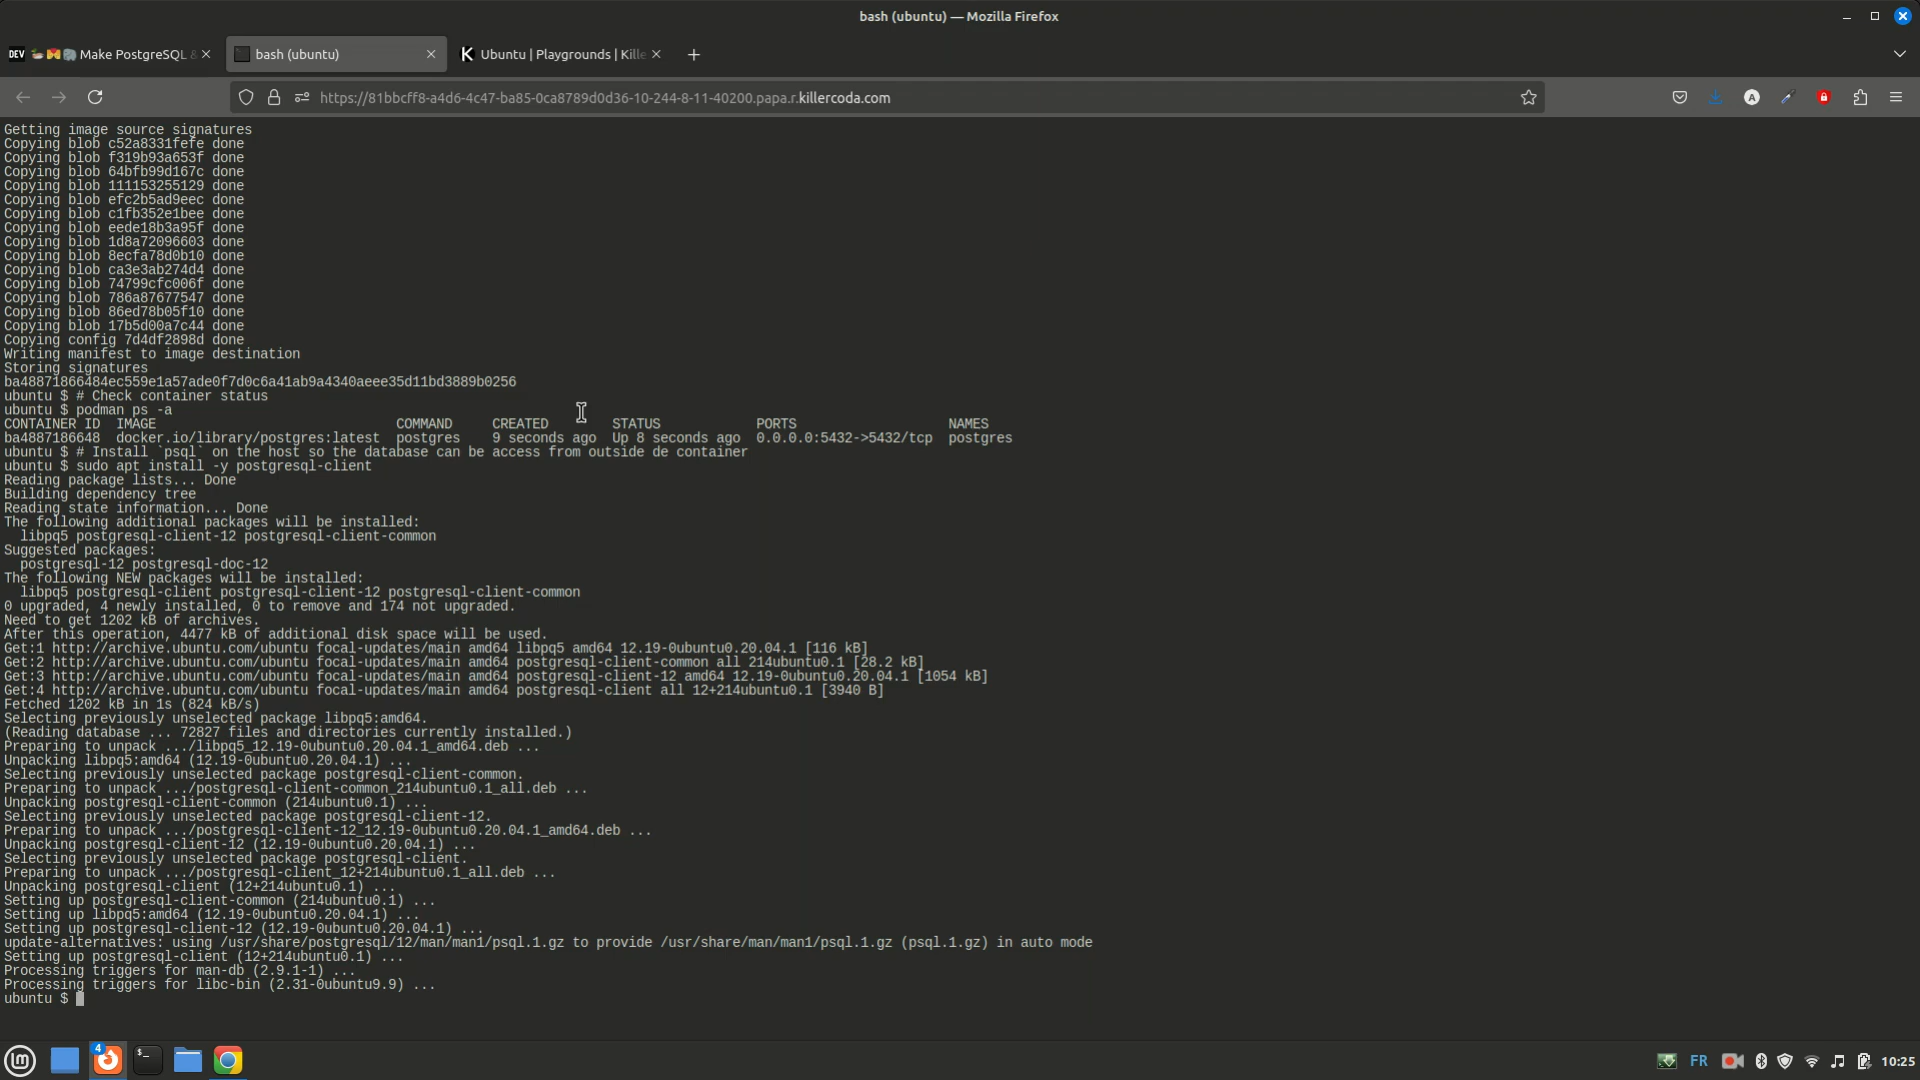 bash (ubuntu) — Mozilla Firefox
DEV Make PostgreSQL &
bash (ubuntu)
K Ubuntu | Playgrounds | Kille
https://81bbcff8-a4d6-4c47-ba85-0ca8789d0d36-10-244-8-11-40200.papa.r.killercoda.com
A
Getting image source signatures
Copying blob c52a8331fefe done
Copying blob f319b93a653f done
Copying blob 64bfb99d167c done
Copying blob 111153255129 done
Copying blob efc2b5ad9eec done
Copying blob c1fb352e1bee done
Copying blob eede18b3a95f done
Copying blob 1d8a72096603 done
Copying blob 8ecfa78d0b10 done
Copying blob ca3e3ab274d4 done
Copying blob 74799cfc006f done
Copying blob 786a87677547 done
Copying blob 86ed78b05f10 done
Copying blob 17b5d00a7c44 done
Copying config 7d4df2898d done
Writing manifest to image destination
Storing signatures
ba48871866484ec559e1a57ade0f7d0c6a41ab9a4340aeee35d11bd3889b0256
ubuntu $ # Check container status
ubuntu $ podman ps -a
CONTAINER ID  IMAGE                              COMMAND     CREATED        STATUS            PORTS                   NAMES
ba4887186648  docker.io/library/postgres:latest  postgres    9 seconds ago  Up 8 seconds ago  0.0.0.0:5432->5432/tcp  postgres
ubuntu $ # Install `psql` on the host so the database can be access from outside de container
ubuntu $ sudo apt install -y postgresql-client
Reading package lists... Done
Building dependency tree
Reading state information... Done
The following additional packages will be installed:
  libpq5 postgresql-client-12 postgresql-client-common
Suggested packages:
  postgresql-12 postgresql-doc-12
The following NEW packages will be installed:
  libpq5 postgresql-client postgresql-client-12 postgresql-client-common
0 upgraded, 4 newly installed, 0 to remove and 174 not upgraded.
Need to get 1202 kB of archives.
After this operation, 4477 kB of additional disk space will be used.
Get:1 http://archive.ubuntu.com/ubuntu focal-updates/main amd64 libpq5 amd64 12.19-0ubuntu0.20.04.1 [116 kB]
Get:2 http://archive.ubuntu.com/ubuntu focal-updates/main amd64 postgresql-client-common all 214ubuntu0.1 [28.2 kB]
Get:3 http://archive.ubuntu.com/ubuntu focal-updates/main amd64 postgresql-client-12 amd64 12.19-0ubuntu0.20.04.1 [1054 kB]
Get:4 http://archive.ubuntu.com/ubuntu focal-updates/main amd64 postgresql-client all 12+214ubuntu0.1 [3940 B]
Fetched 1202 kB in 1s (824 kB/s)
Selecting previously unselected package libpq5:amd64.
(Reading database ... 72827 files and directories currently installed.)
Preparing to unpack .../libpq5_12.19-0ubuntu0.20.04.1_amd64.deb ...
Unpacking libpq5:amd64 (12.19-0ubuntu0.20.04.1) ...
Selecting previously unselected package postgresql-client-common.
Preparing to unpack .../postgresql-client-common_214ubuntu0.1_all.deb ...
Unpacking postgresql-client-common (214ubuntu0.1) ...
Selecting previously unselected package postgresql-client-12.
Preparing to unpack .../postgresql-client-12_12.19-0ubuntu0.20.04.1_amd64.deb ...
Unpacking postgresql-client-12 (12.19-0ubuntu0.20.04.1) ...
Selecting previously unselected package postgresql-client.
Preparing to unpack .../postgresql-client_12+214ubuntu0.1_all.deb ...
Unpacking postgresql-client (12+214ubuntu0.1) ...
Setting up postgresql-client-common (214ubuntu0.1) ...
Setting up libpq5:amd64 (12.19-0ubuntu0.20.04.1) ...
Setting up postgresql-client-12 (12.19-0ubuntu0.20.04.1) ...
update-alternatives: using /usr/share/postgresql/12/man/man1/psql.1.gz to provide /usr/share/man/man1/psql.1.gz (psql.1.gz) in auto mode
Setting up postgresql-client (12+214ubuntu0.1) ...
Processing triggers for man-db (2.9.1-1) ...
Processing triggers for libc-bin (2.31-0ubuntu9.9) ...
ubuntu $
4
$_
FR
10:25